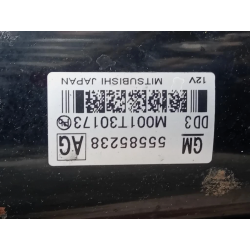 GM 55585238 AG
DD3 M001T30173
12V MITSUBISHI JAPAN